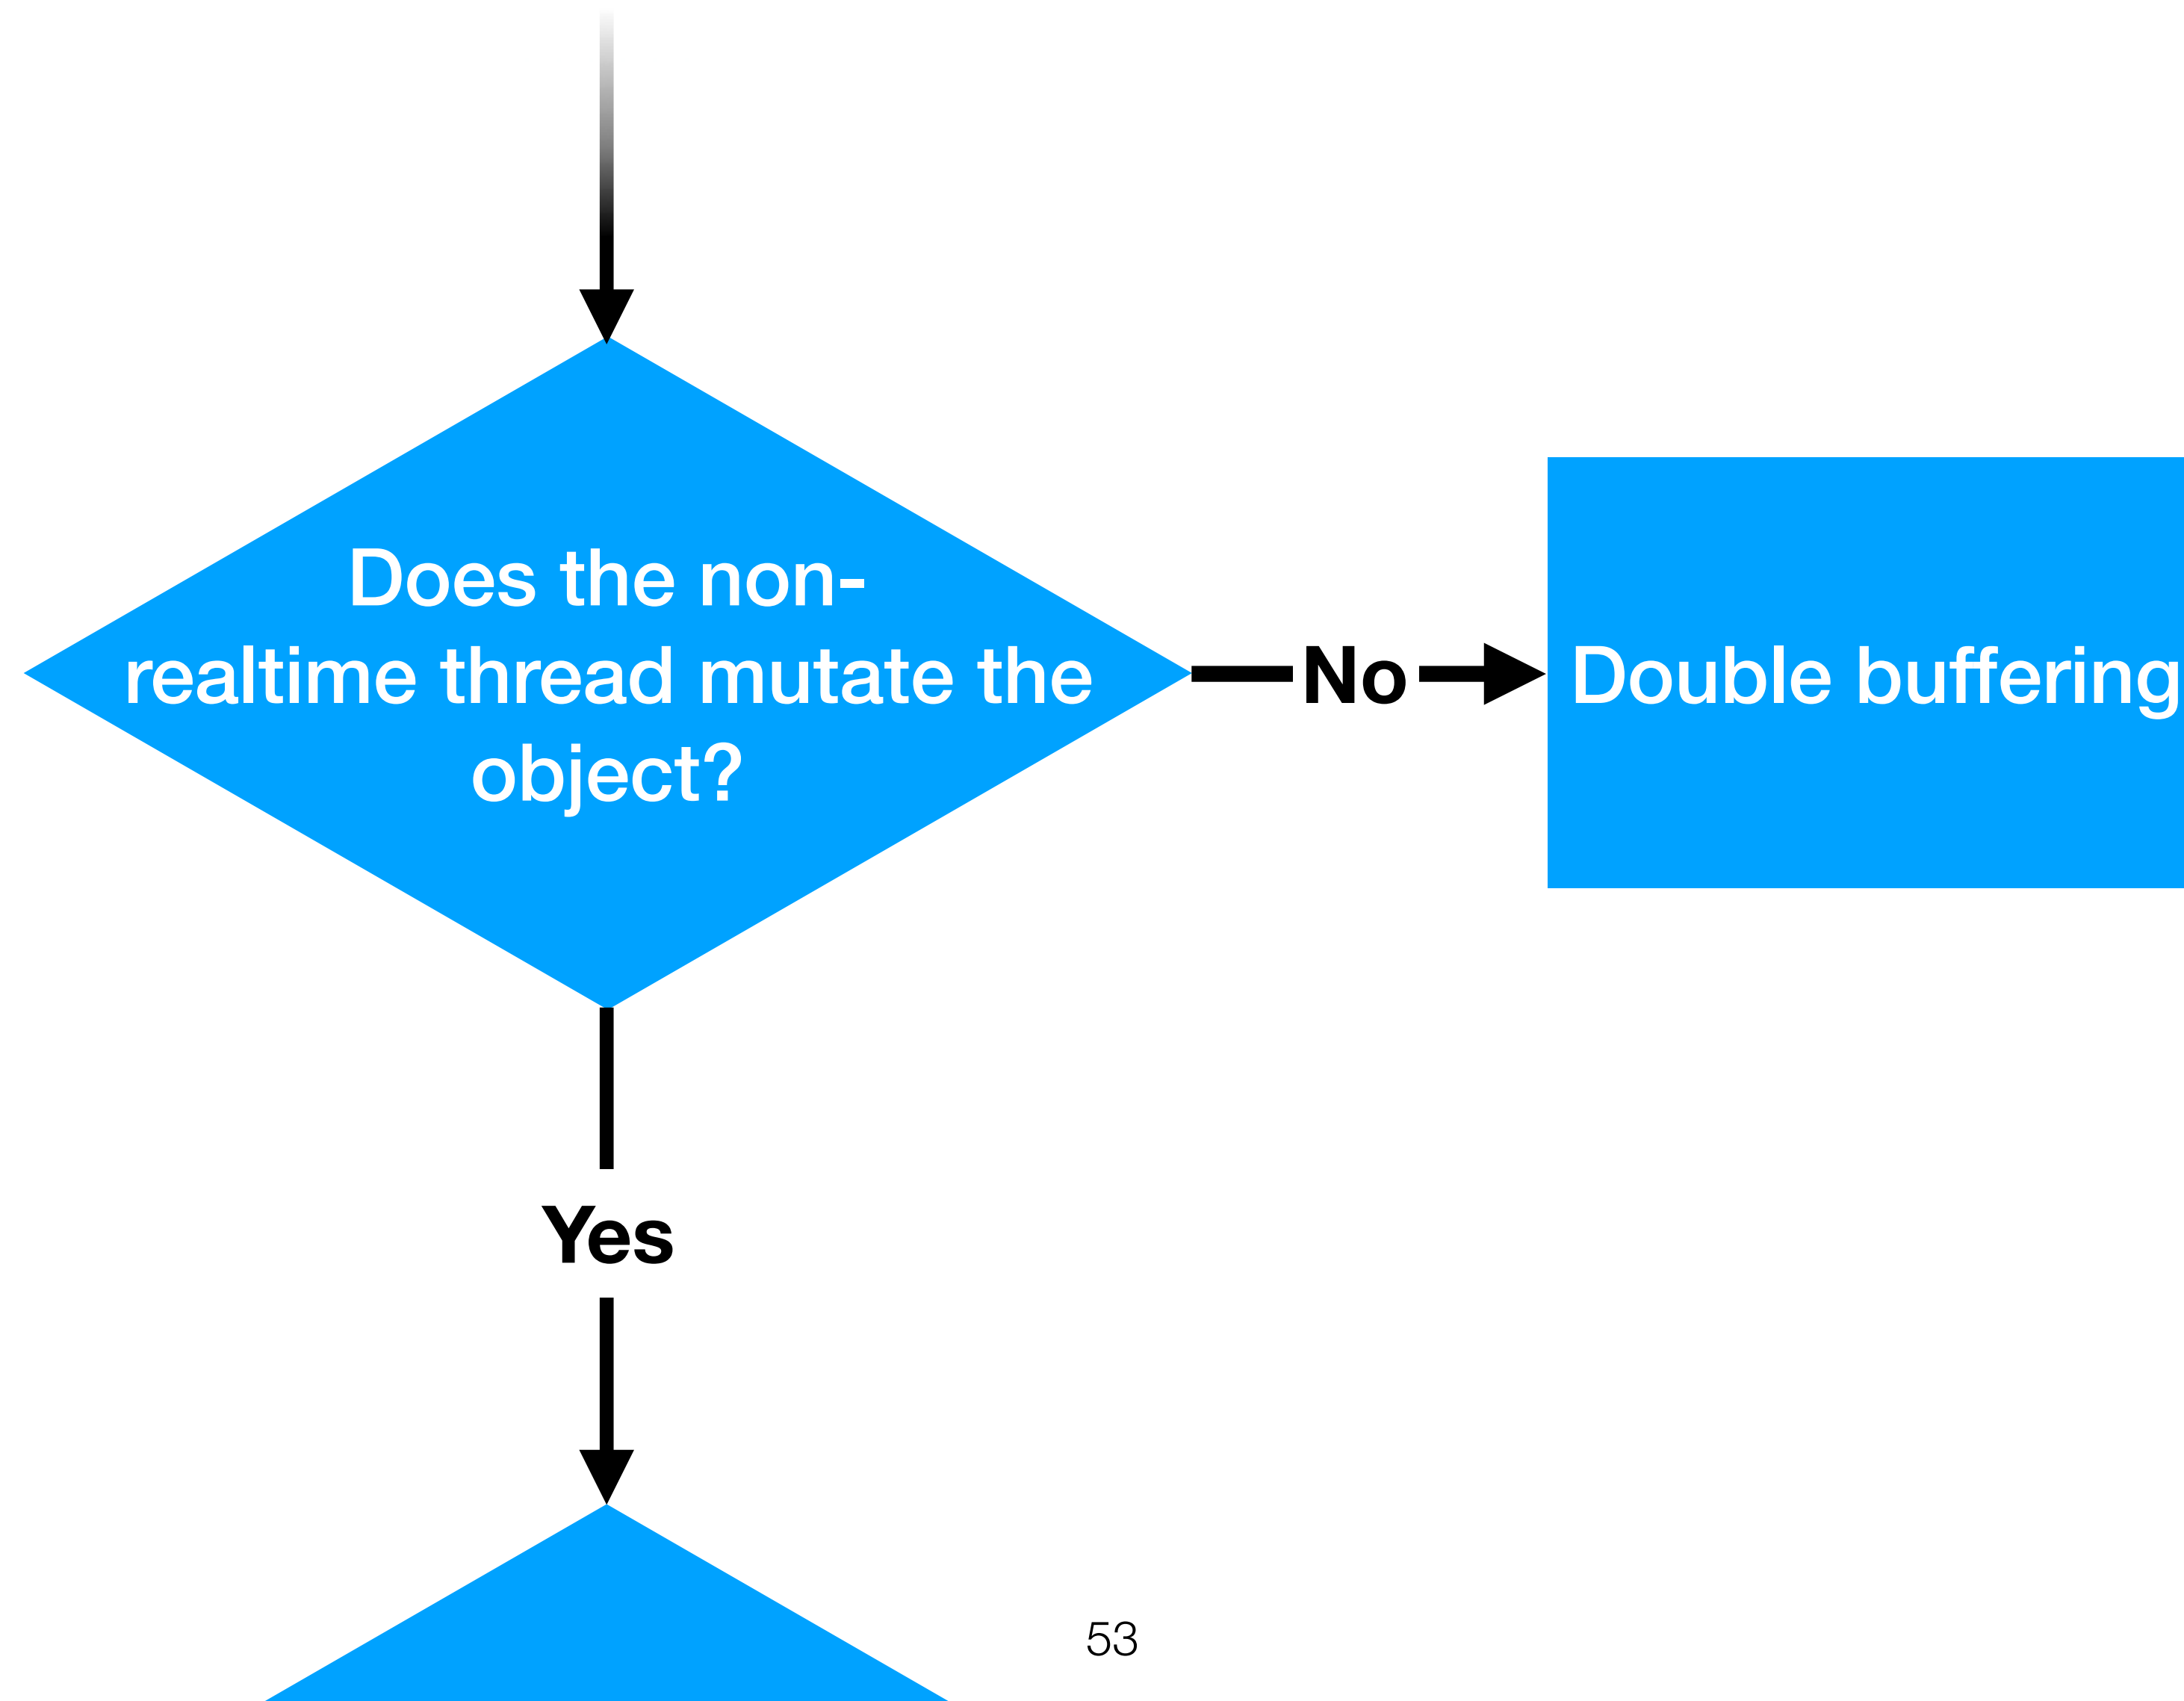 Does the non-
realtime thread mutate the
object?
No
Double buffering
Yes
53